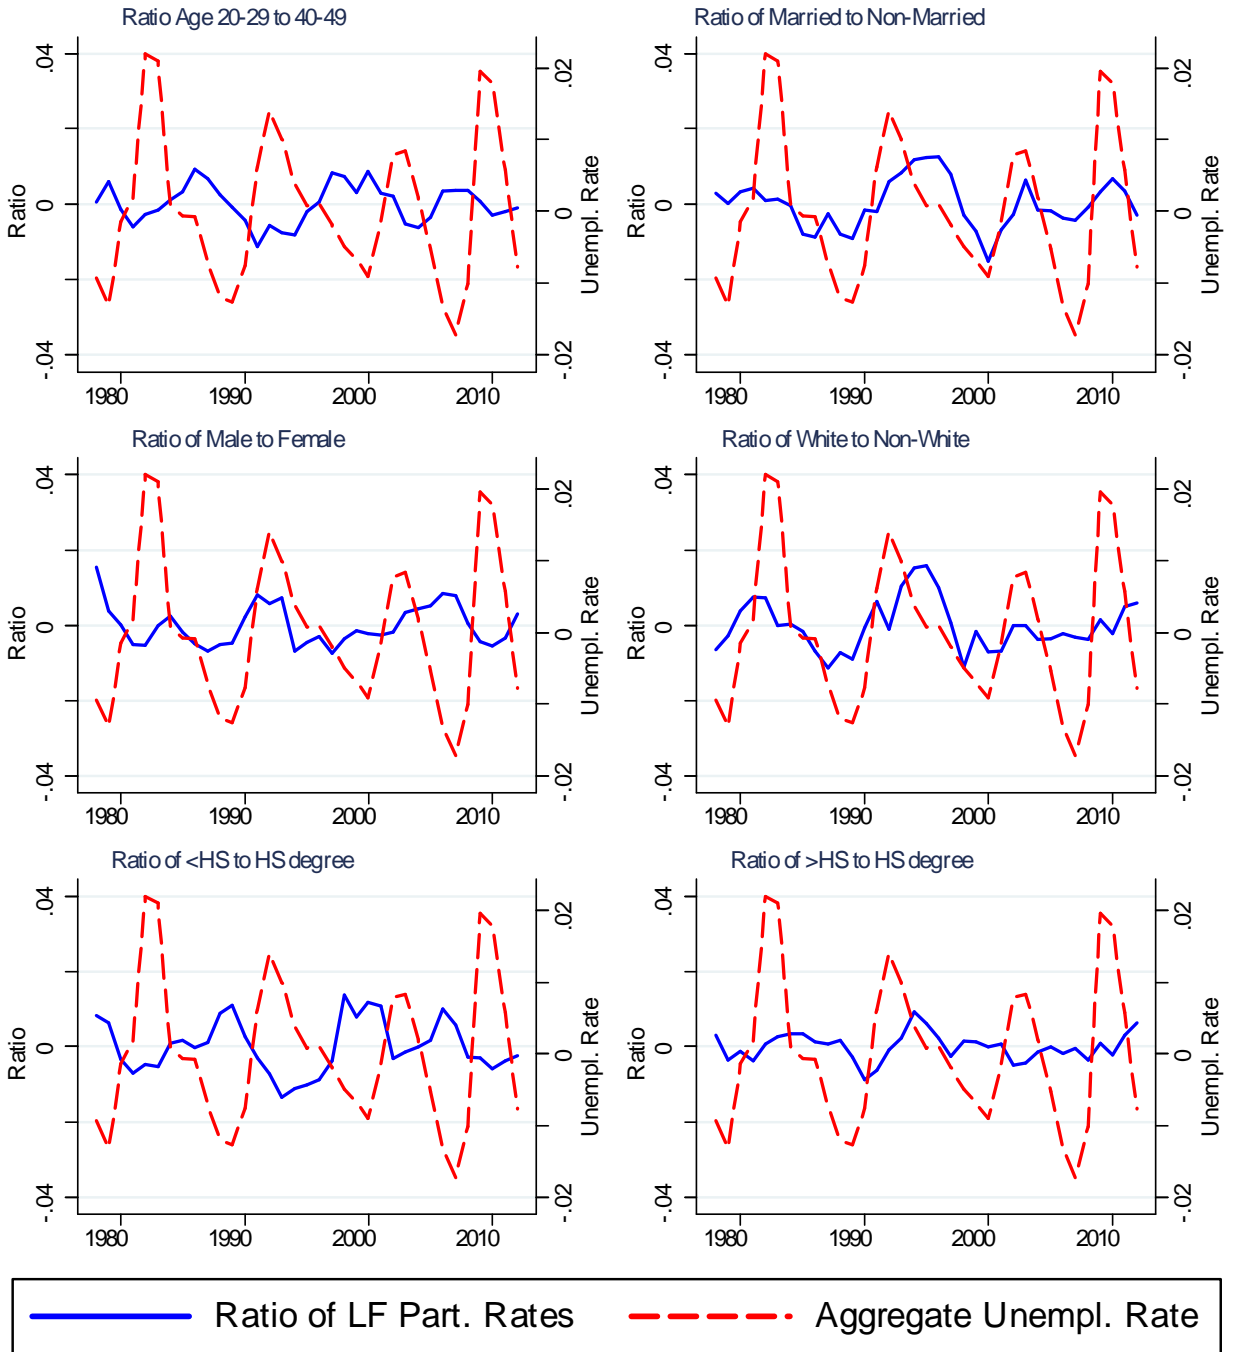 Ratio Age 20-29 to 40-49
Ratio
.04
0
-.04
Unempl. Rate
.02
0
-.02
1980 1990 2000 2010
Ratio of Married to Non-Married
Ratio
.04
0
-.04
Unempl. Rate
.02
0
-.02
1980 1990 2000 2010
Ratio of Male to Female
Ratio
.04
0
-.04
Unempl. Rate
.02
0
-.02
1980 1990 2000 2010
Ratio of White to Non-White
Ratio
.04
0
-.04
Unempl. Rate
.02
0
-.02
1980 1990 2000 2010
Ratio of <HS to HS degree
Ratio
.04
0
-.04
Unempl. Rate
.02
0
-.02
1980 1990 2000 2010
Ratio of >HS to HS degree
Ratio
.04
0
-.04
Unempl. Rate
.02
0
-.02
1980 1990 2000 2010
Ratio of LF Part. Rates Aggregate Unempl. Rate